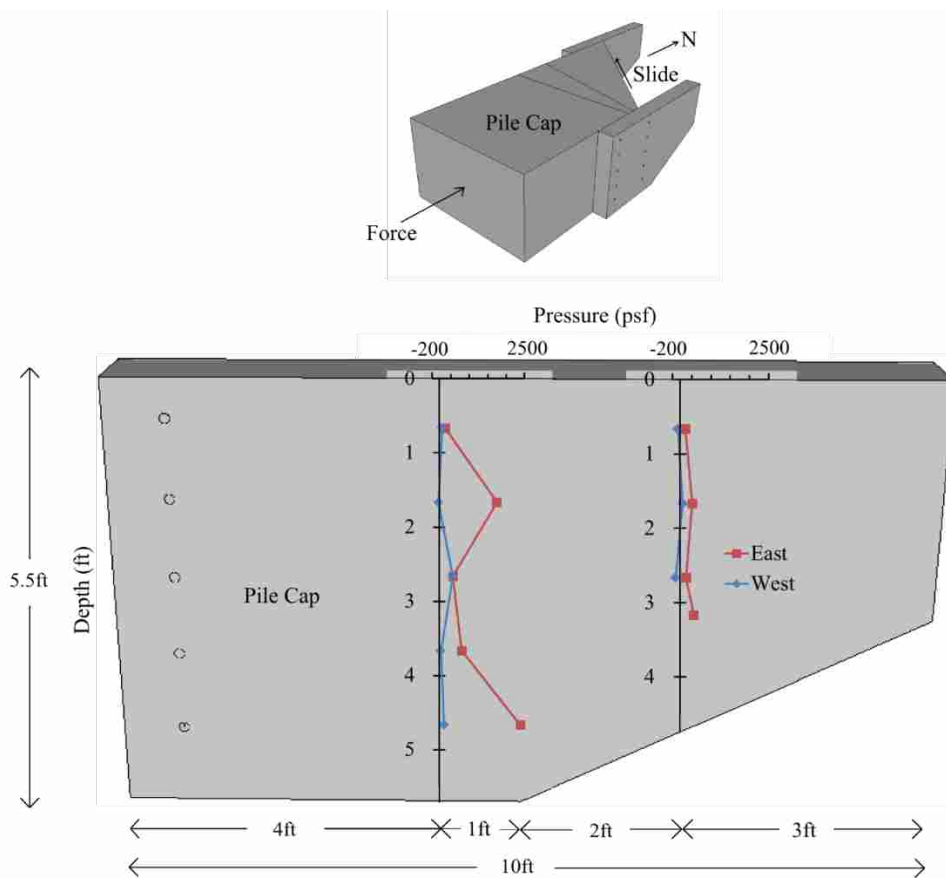 N
Slide
Pile Cap
Force
Pressure (psf)
-200 2500 -200 2500
0 0
1 1
2 2
East
5.5ft Depth (ft) Pile Cap West
3 3
4 4
5
4ft 1ft 2ft 3ft
10ft